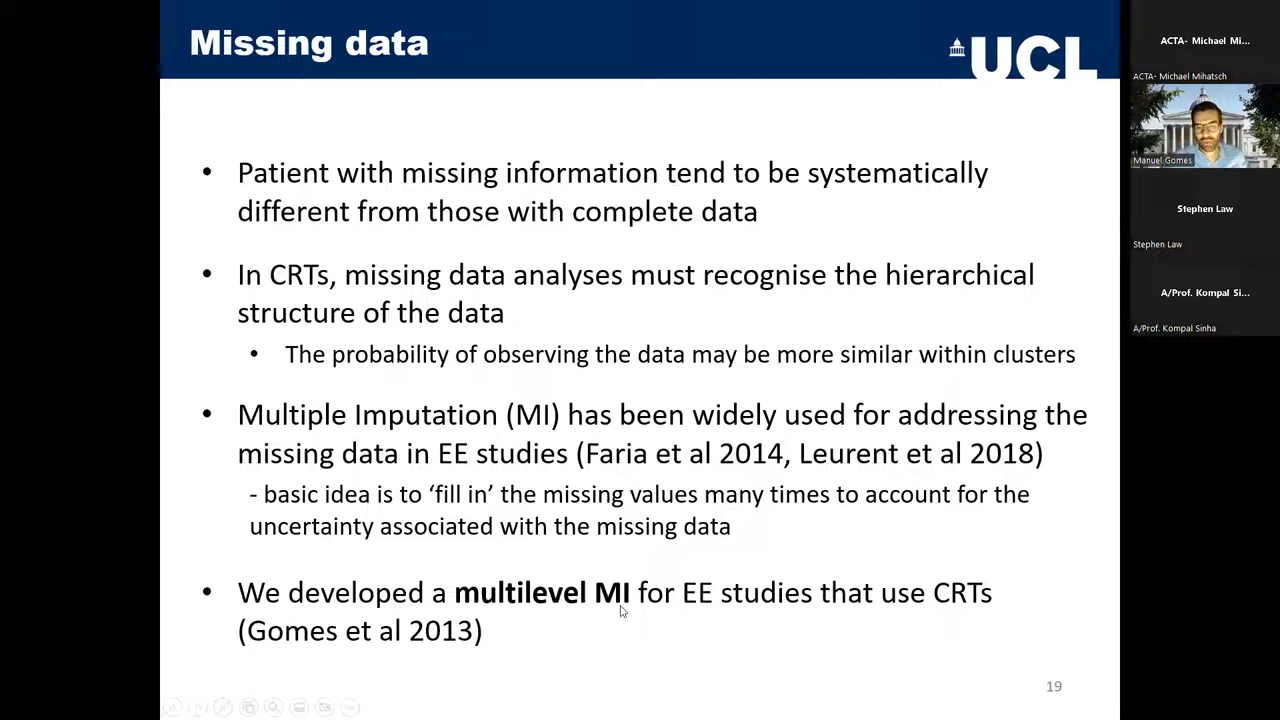 Missing data
UCL
• Patient with missing information tend to be systematically
different from those with complete data
• In CRTs, missing data analyses must recognise the hierarchical
structure of the data
• The probability of observing the data may be more similar within clusters
• Multiple Imputation (MI) has been widely used for addressing the
missing data in EE studies (Faria et al 2014, Leurent et al 2018)
- basic idea is to ‘fill in’ the missing values many times to account for the
uncertainty associated with the missing data
• We developed a multilevel MI for EE studies that use CRTs
(Gomes et al 2013)
19
ACTA- Michael Mi...
ACTA- Michael Mihatsch
Manuel Gomes
Stephen Law
Stephen Law
A/Prof. Kompal Si...
A/Prof. Kompal Sinha